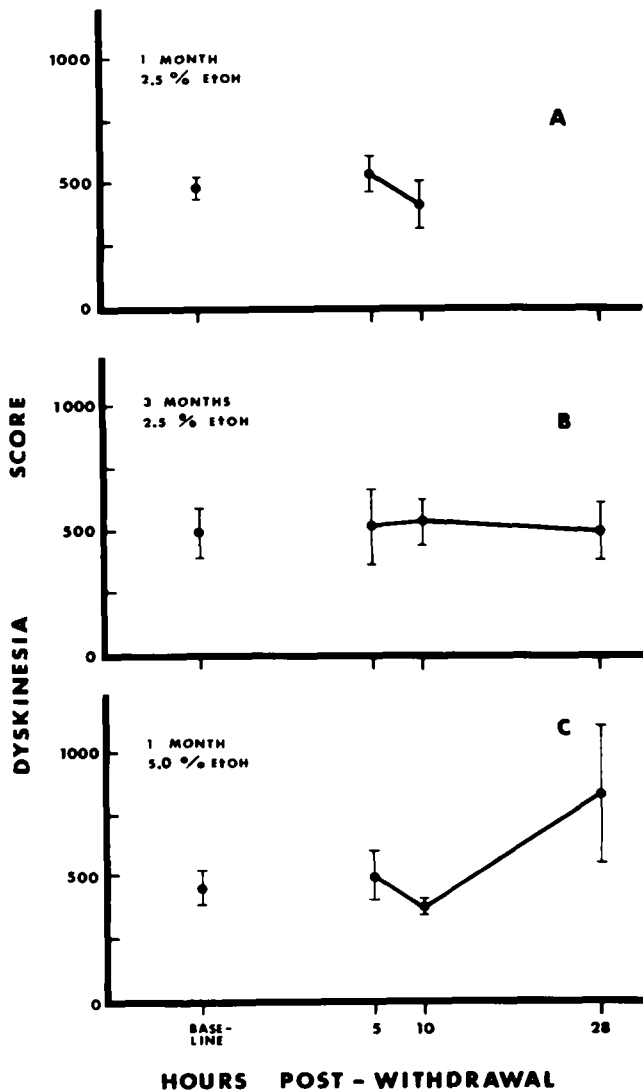 1000
1 MONTH
2.5 % EtOH
A
500
0
1000
3 MONTHS
2.5 % EtOH
B
500
0
DYSKINESIA SCORE
1000
1 MONTH
5.0 % EtOH
C
500
0
BASE-
LINE
5
10
28
HOURS POST - WITHDRAWAL